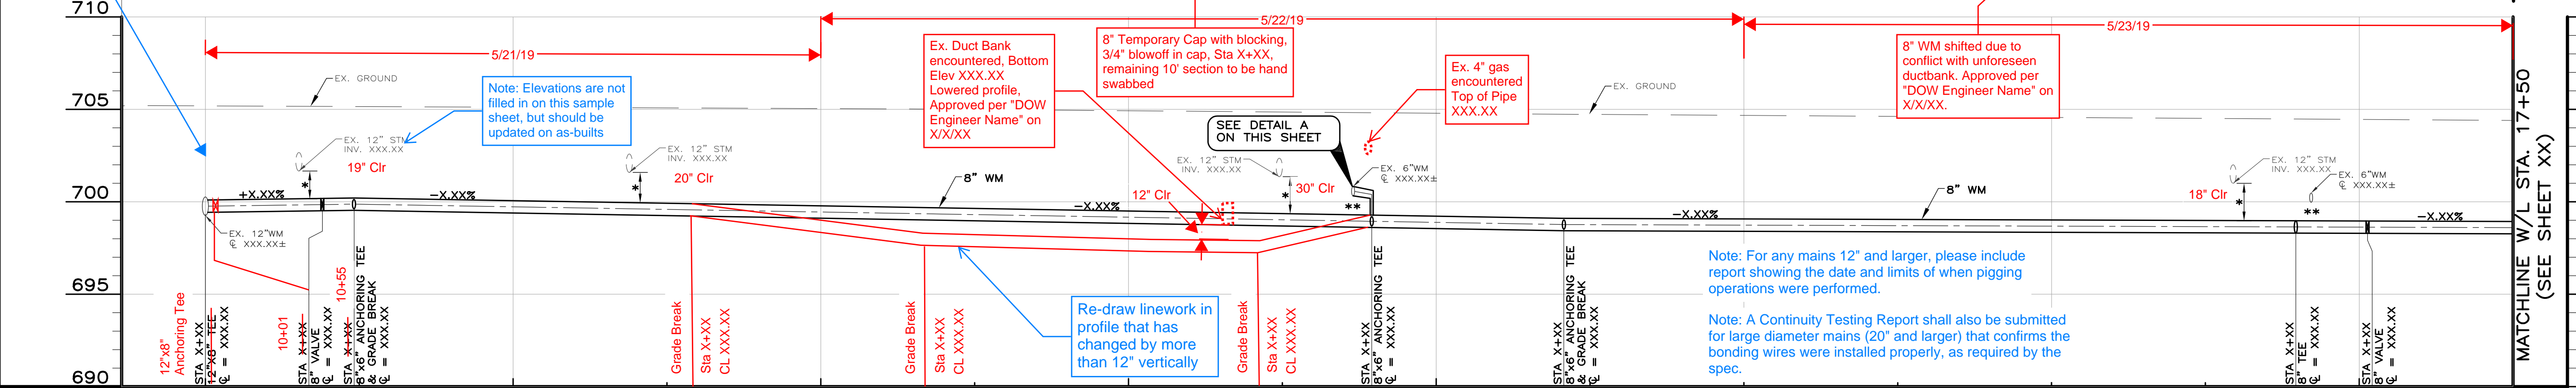 710
705
700
695
690
5/21/19
5/22/19
5/23/19
EX. GROUND
Note: Elevations are not
filled in on this sample
sheet, but should be
updated on as-builts
EX. 12" STM
INV. XXX.XX
19" Clr
*
EX. 12" STM
INV. XXX.XX
20" Clr
*
Ex. Duct Bank
encountered, Bottom
Elev XXX.XX
Lowered profile,
Approved per "DOW
Engineer Name" on
X/X/XX
8" Temporary Cap with blocking,
3/4" blowoff in cap, Sta X+XX,
remaining 10' section to be hand
swabbed
Ex. 4" gas
encountered
Top of Pipe
XXX.XX
SEE DETAIL A
ON THIS SHEET
EX. 12" STM
INV. XXX.XX
30" Clr
*
EX. 6"WM
℄ XXX.XX±
**
EX. GROUND
8" WM shifted due to
conflict with unforeseen
ductbank. Approved per
"DOW Engineer Name" on
X/X/XX.
EX. 12" STM
INV. XXX.XX
18" Clr
*
EX. 6"WM
℄ XXX.XX±
**
+X.XX%
-X.XX%
8" WM
12" Clr
-X.XX%
-X.XX%
8" WM
-X.XX%
EX. 12"WM
℄ XXX.XX±
12"x8"
Anchoring Tee
STA X+XX
12"x8" TEE
℄ = XXX.XX
10+01
STA X+XX
8" VALVE
℄ = XXX.XX
10+55
STA X+XX
8"x6" ANCHORING TEE
& GRADE BREAK
℄ = XXX.XX
Grade Break
Sta X+XX
CL XXX.XX
Grade Break
Sta X+XX
CL XXX.XX
Re-draw linework in
profile that has
changed by more
than 12" vertically
Grade Break
Sta X+XX
CL XXX.XX
STA X+XX
8"x6" ANCHORING TEE
℄ = XXX.XX
STA X+XX
8"x6" ANCHORING TEE
& GRADE BREAK
℄ = XXX.XX
Note: For any mains 12" and larger, please include
report showing the date and limits of when pigging
operations were performed.
Note: A Continuity Testing Report shall also be submitted
for large diameter mains (20" and larger) that confirms the
bonding wires were installed properly, as required by the
spec.
STA X+XX
8" TEE
℄ = XXX.XX
STA X+XX
8" VALVE
℄ = XXX.XX
MATCHLINE W/L STA. 17+50
(SEE SHEET XX)